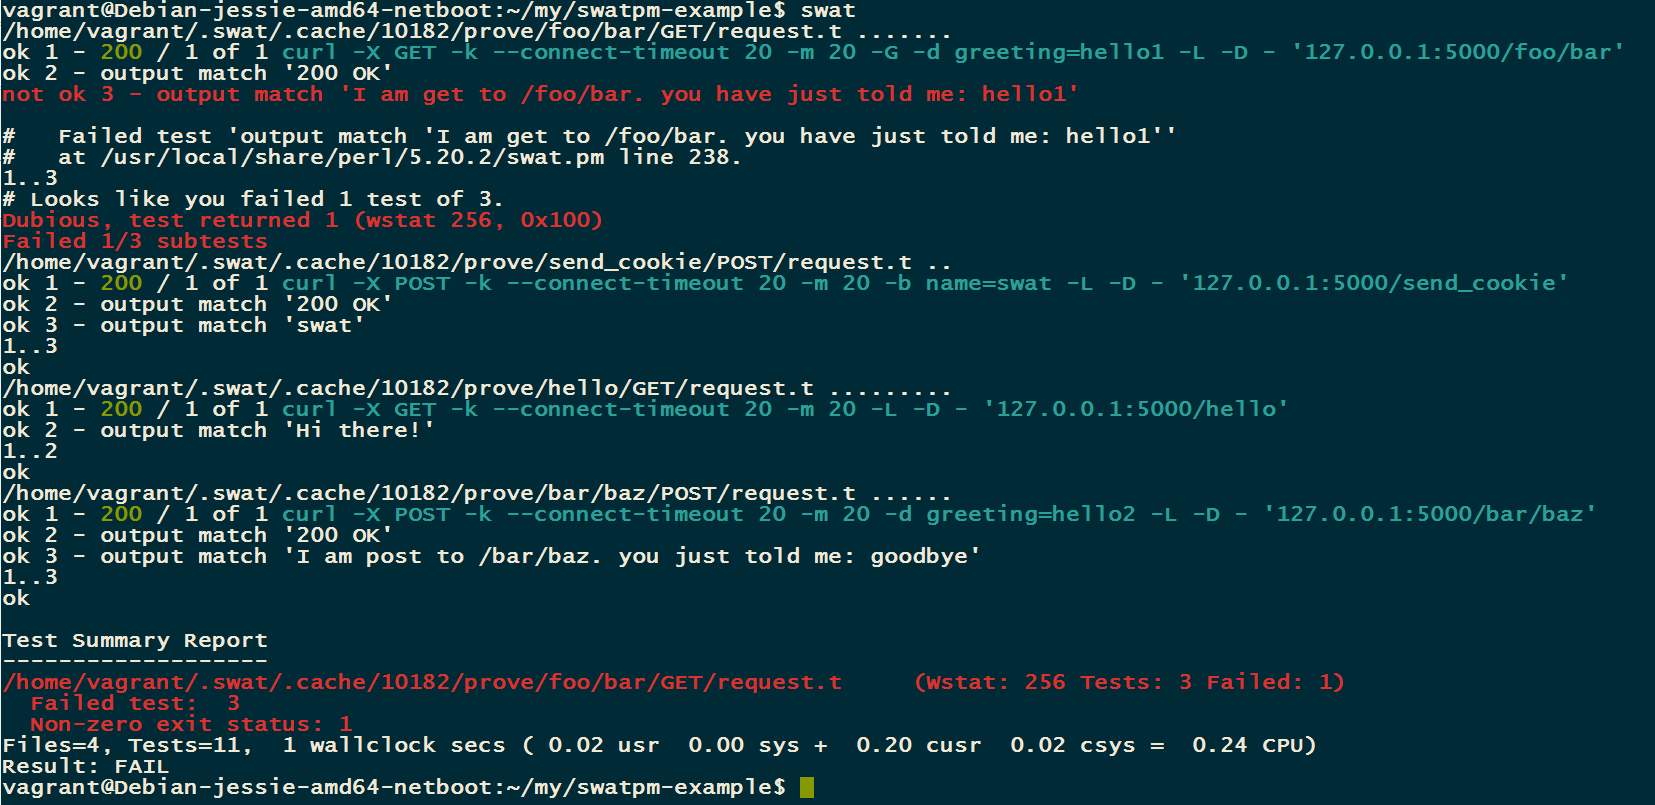 vagrant@Debian-jessie-amd64-netboot:~/my/swatpm-example$ swat
/home/vagrant/.swat/.cache/10182/prove/foo/bar/GET/request.t .......
ok 1 - 200 / 1 of 1 curl -X GET -k --connect-timeout 20 -m 20 -G -d greeting=hello1 -L -D - '127.0.0.1:5000/foo/bar'
ok 2 - output match '200 OK'
not ok 3 - output match 'I am get to /foo/bar. you have just told me: hello1'

#   Failed test 'output match 'I am get to /foo/bar. you have just told me: hello1''
#   at /usr/local/share/perl/5.20.2/swat.pm line 238.
1..3
# Looks like you failed 1 test of 3.
Dubious, test returned 1 (wstat 256, 0x100)
Failed 1/3 subtests
/home/vagrant/.swat/.cache/10182/prove/send_cookie/POST/request.t ..
ok 1 - 200 / 1 of 1 curl -X POST -k --connect-timeout 20 -m 20 -b name=swat -L -D - '127.0.0.1:5000/send_cookie'
ok 2 - output match '200 OK'
ok 3 - output match 'swat'
1..3
ok
/home/vagrant/.swat/.cache/10182/prove/hello/GET/request.t .........
ok 1 - 200 / 1 of 1 curl -X GET -k --connect-timeout 20 -m 20 -L -D - '127.0.0.1:5000/hello'
ok 2 - output match 'Hi there!'
1..2
ok
/home/vagrant/.swat/.cache/10182/prove/bar/baz/POST/request.t ......
ok 1 - 200 / 1 of 1 curl -X POST -k --connect-timeout 20 -m 20 -d greeting=hello2 -L -D - '127.0.0.1:5000/bar/baz'
ok 2 - output match '200 OK'
ok 3 - output match 'I am post to /bar/baz. you just told me: goodbye'
1..3
ok

Test Summary Report
-------------------
/home/vagrant/.swat/.cache/10182/prove/foo/bar/GET/request.t     (Wstat: 256 Tests: 3 Failed: 1)
  Failed test:  3
  Non-zero exit status: 1
Files=4, Tests=11,  1 wallclock secs ( 0.02 usr  0.00 sys +  0.20 cusr  0.02 csys =  0.24 CPU)
Result: FAIL
vagrant@Debian-jessie-amd64-netboot:~/my/swatpm-example$